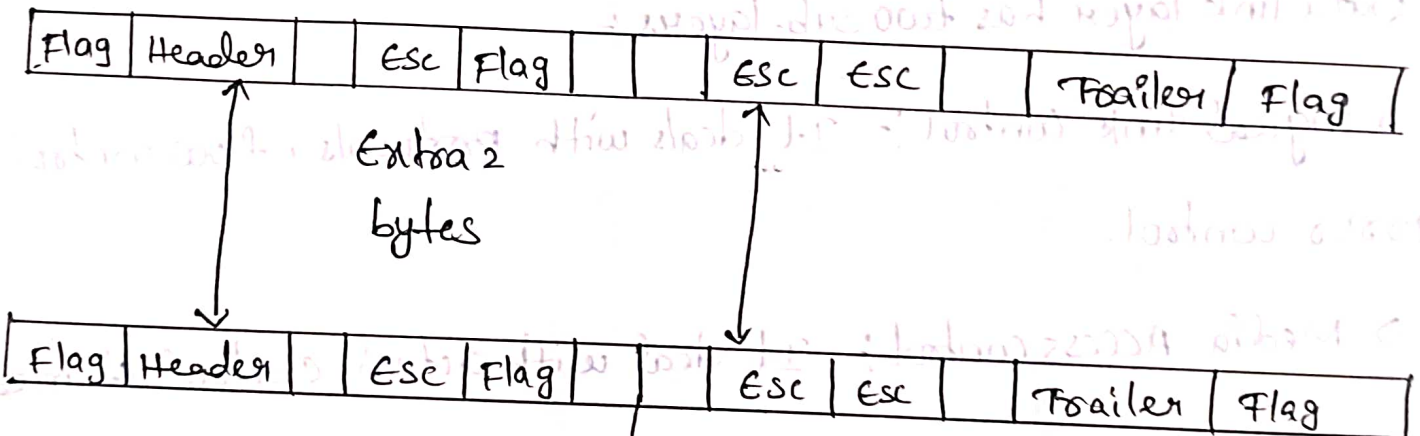 Flag Header ESC Flag ESC ESC Trailer Flag
Extra 2
bytes
Flag Header ESC Flag ESC ESC Trailer Flag